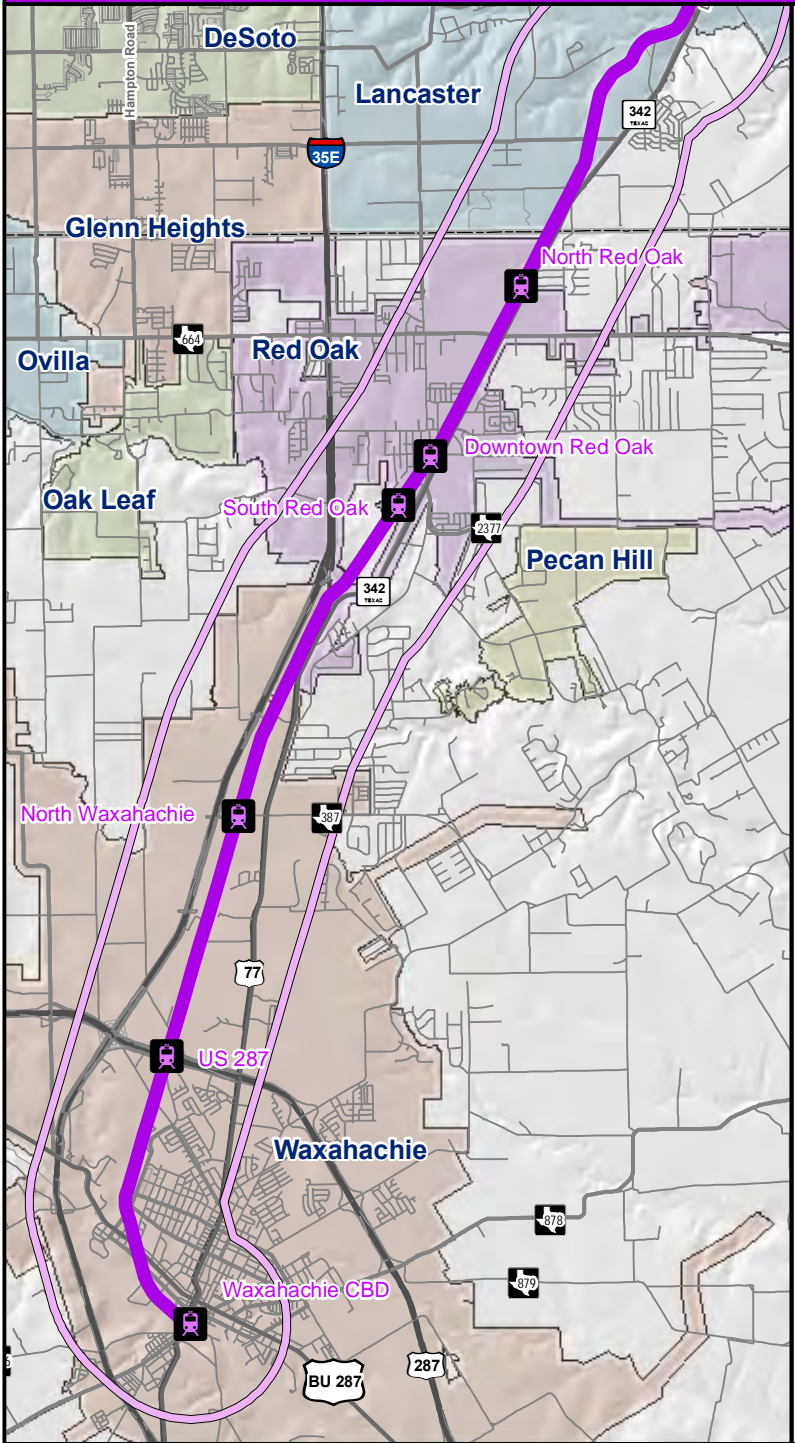 DeSoto
Hampton Road
Lancaster
342
TEXAS
35E
Glenn Heights
North Red Oak
664
Red Oak
Ovilla
Downtown Red Oak
Oak Leaf
South Red Oak
2377
Pecan Hill
342
TEXAS
North Waxahachie
387
77
US 287
Waxahachie
878
879
Waxahachie CBD
287
BU 287